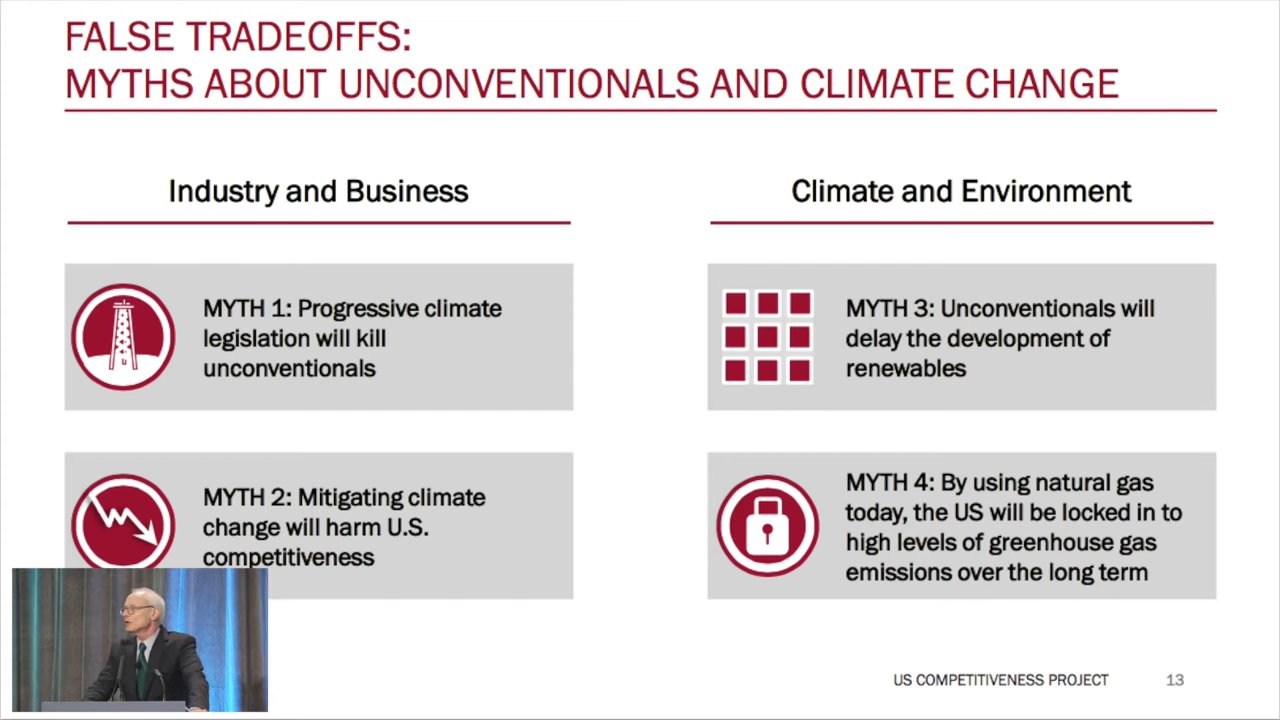 FALSE TRADEOFFS:
MYTHS ABOUT UNCONVENTIONALS AND CLIMATE CHANGE
Industry and Business
MYTH 1: Progressive climate
legislation will kill
unconventionals
MYTH 2: Mitigating climate
change will harm U.S.
competitiveness
Climate and Environment
MYTH 3: Unconventionals will
delay the development of
renewables
MYTH 4: By using natural gas
today, the US will be locked in to
high levels of greenhouse gas
emissions over the long term
US COMPETITIVENESS PROJECT 13